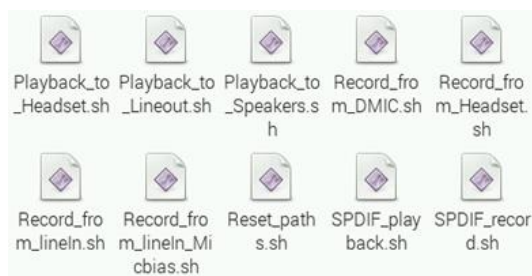 Playback_to Playback_to Playback_to Record_fro Record_fro
_Headset.sh _Lineout.sh _Speakers.s m_DMIC.sh m_Headset.
h sh
Record_fro Record_fro Reset_path SPDIF_play SPDIF_recor
m_lineIn.sh m_lineIn_Mi s.sh back.sh d.sh
cbias.sh